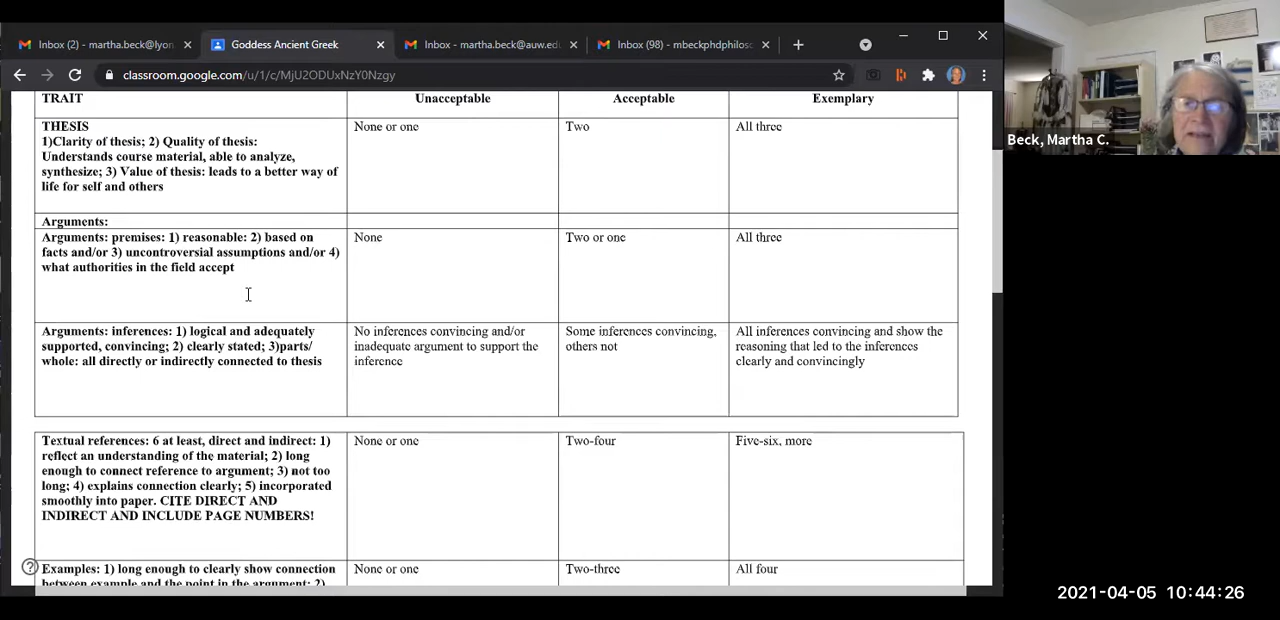 Inbox (2) - martha.beck@lyon
Goddess Ancient Greek
Inbox - martha.beck@auw.ed
Inbox (98) - mbeckphdphilosc
classroom.google.com/u/1/c/MjU2ODUxNzY0Nzgy
Beck, Martha C.
TRAIT
Unacceptable
Acceptable
Exemplary
THESIS
1)Clarity of thesis; 2) Quality of thesis:
Understands course material, able to analyze,
synthesize; 3) Value of thesis: leads to a better way of
life for self and others
None or one
Two
All three
Arguments:
Arguments: premises: 1) reasonable: 2) based on
facts and/or 3) uncontroversial assumptions and/or 4)
what authorities in the field accept
None
Two or one
All three
Arguments: inferences: 1) logical and adequately
supported, convincing; 2) clearly stated; 3)parts/
whole: all directly or indirectly connected to thesis
No inferences convincing and/or
inadequate argument to support the
inference
Some inferences convincing,
others not
All inferences convincing and show the
reasoning that led to the inferences
clearly and convincingly
Textual references: 6 at least, direct and indirect: 1)
reflect an understanding of the material; 2) long
enough to connect reference to argument; 3) not too
long; 4) explains connection clearly; 5) incorporated
smoothly into paper. CITE DIRECT AND
INDIRECT AND INCLUDE PAGE NUMBERS!
None or one
Two-four
Five-six, more
Examples: 1) long enough to clearly show connection
between example and the point in the argument; 2)
None or one
Two-three
All four
2021-04-05 10:44:26